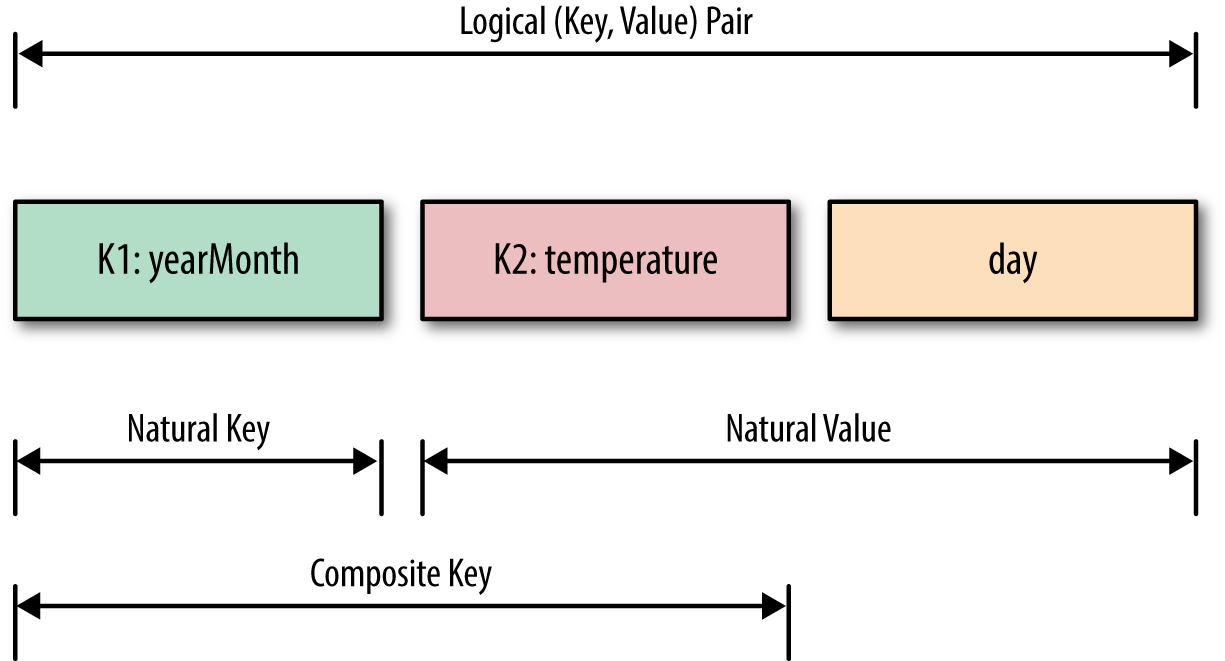 Logical (Key, Value) Pair
K1: yearMonth
K2: temperature
day
Natural Key
Natural Value
Composite Key